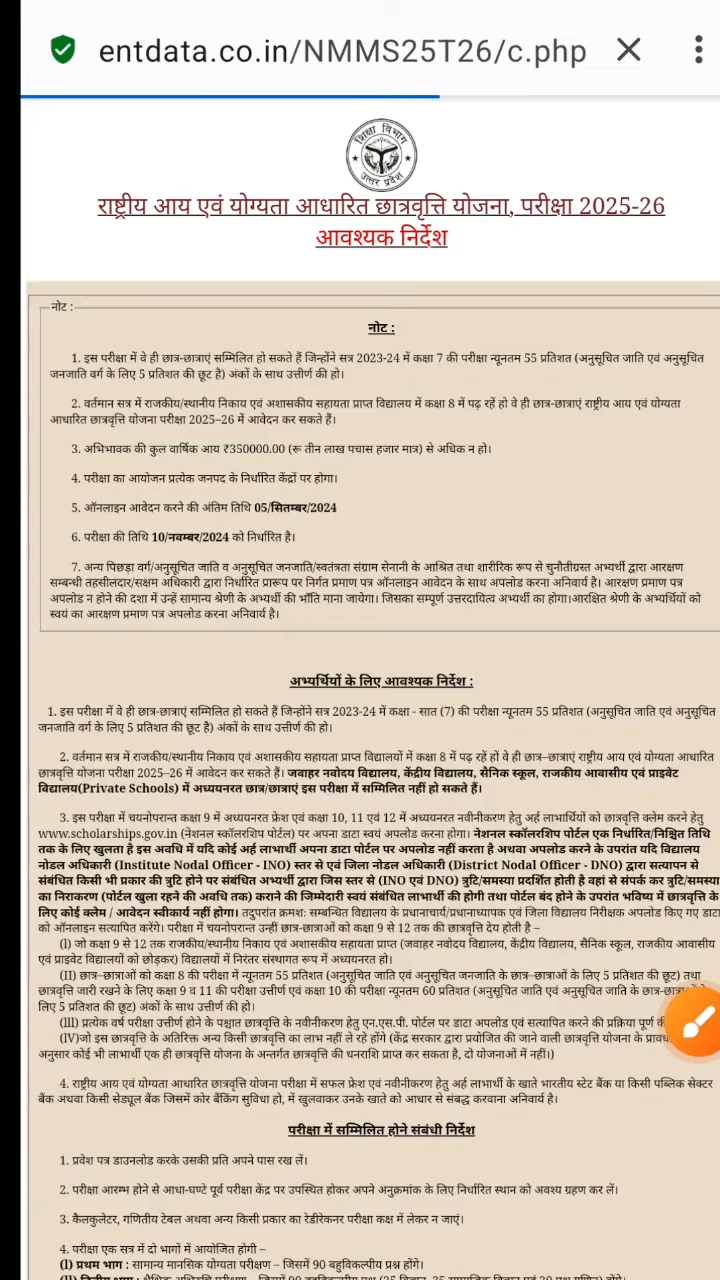 entdata.co.in/NMMS25T26/c.php
शिक्षा विभाग
उत्तर प्रदेश
राष्ट्रीय आय एवं योग्यता आधारित छात्रवृत्ति योजना, परीक्षा 2025-26
आवश्यक निर्देश
नोट :
नोट :
1. इस परीक्षा में वे ही छात्र-छात्राएं सम्मिलित हो सकते हैं जिन्होंने सत्र 2023-24 में कक्षा 7 की परीक्षा न्यूनतम 55 प्रतिशत (अनुसूचित जाति एवं अनुसूचित
जनजाति वर्ग के लिए 5 प्रतिशत की छूट है) अंकों के साथ उत्तीर्ण की हो।
2. वर्तमान सत्र में राजकीय/स्थानीय निकाय एवं अशासकीय सहायता प्राप्त विद्यालय में कक्षा 8 में पढ़ रहें हो वे ही छात्र-छात्राएं राष्ट्रीय आय एवं योग्यता
आधारित छात्रवृत्ति योजना परीक्षा 2025–26 में आवेदन कर सकते हैं।
3. अभिभावक की कुल वार्षिक आय ₹350000.00 (रू तीन लाख पचास हजार मात्र) से अधिक न हो।
4. परीक्षा का आयोजन प्रत्येक जनपद के निर्धारित केंद्रों पर होगा।
5. ऑनलाइन आवेदन करने की अंतिम तिथि 05/सितम्बर/2024
6. परीक्षा की तिथि 10/नवम्बर/2024 को निर्धारित है।
7. अन्य पिछड़ा वर्ग/अनुसूचित जाति व अनुसूचित जनजाति/स्वतंत्रता संग्राम सेनानी के आश्रित तथा शारीरिक रूप से चुनौतीग्रस्त अभ्यर्थी द्वारा आरक्षण
सम्बन्धी तहसीलदार/सक्षम अधिकारी द्वारा निर्धारित प्रारूप पर निर्गत प्रमाण पत्र ऑनलाइन आवेदन के साथ अपलोड करना अनिवार्य है। आरक्षण प्रमाण पत्र
अपलोड न होने की दशा में उन्हें सामान्य श्रेणी के अभ्यर्थी की भाँति माना जायेगा। जिसका सम्पूर्ण उत्तरदायित्व अभ्यर्थी का होगा।आरक्षित श्रेणी के अभ्यर्थियों को
स्वयं का आरक्षण प्रमाण पत्र अपलोड करना अनिवार्य है।
अभ्यर्थियों के लिए आवश्यक निर्देश :
1. इस परीक्षा में वे ही छात्र-छात्राएं सम्मिलित हो सकते हैं जिन्होंने सत्र 2023-24 में कक्षा - सात (7) की परीक्षा न्यूनतम 55 प्रतिशत (अनुसूचित जाति एवं अनुसूचित
जनजाति वर्ग के लिए 5 प्रतिशत की छूट है) अंकों के साथ उत्तीर्ण की हो।
2. वर्तमान सत्र में राजकीय/स्थानीय निकाय एवं अशासकीय सहायता प्राप्त विद्यालयों में कक्षा 8 में पढ़ रहें हों वे ही छात्र–छात्राएं राष्ट्रीय आय एवं योग्यता आधारित
छात्रवृत्ति योजना परीक्षा 2025–26 में आवेदन कर सकते हैं। जवाहर नवोदय विद्यालय, केंद्रीय विद्यालय, सैनिक स्कूल, राजकीय आवासीय एवं प्राइवेट
विद्यालय(Private Schools) में अध्ययनरत छात्र/छात्राएं इस परीक्षा में सम्मिलित नहीं हो सकते हैं।
3. इस परीक्षा में चयनोपरान्त कक्षा 9 में अध्ययनरत फ्रेश एवं कक्षा 10, 11 एवं 12 में अध्ययनरत नवीनीकरण हेतु अर्ह लाभार्थियों को छात्रवृत्ति क्लेम करने हेतु
www.scholarships.gov.in (नेशनल स्कॉलरशिप पोर्टल) पर अपना डाटा स्वयं अपलोड करना होगा। नेशनल स्कॉलरशिप पोर्टल एक निर्धारित/निश्चित तिथि
तक के लिए खुलता है इस अवधि में यदि कोई अर्ह लाभार्थी अपना डाटा पोर्टल पर अपलोड नहीं करता है अथवा अपलोड करने के उपरांत यदि विद्यालय
नोडल अधिकारी (Institute Nodal Officer - INO) स्तर से एवं जिला नोडल अधिकारी (District Nodal Officer - DNO) द्वारा सत्यापन से
संबंधित किसी भी प्रकार की त्रुटि होने पर संबंधित अभ्यर्थी द्वारा जिस स्तर से (INO एवं DNO) त्रुटि/समस्या प्रदर्शित होती है वहां से संपर्क कर त्रुटि/समस्या
का निराकरण (पोर्टल खुला रहने की अवधि तक) कराने की जिम्मेदारी स्वयं संबंधित लाभार्थी की होगी तथा पोर्टल बंद होने के उपरांत भविष्य में छात्रवृत्ति के
लिए कोई क्लेम / आवेदन स्वीकार्य नहीं होगा। तदुपरांत क्रमशः सम्बन्धित विद्यालय के प्रधानाचार्य/प्रधानाध्यापक एवं जिला विद्यालय निरीक्षक अपलोड किए गए डाटा
को ऑनलाइन सत्यापित करेंगे। परीक्षा में चयनोपरान्त उन्हीं छात्र-छात्राओं को कक्षा 9 से 12 तक की छात्रवृत्ति देय होती है –
(l) जो कक्षा 9 से 12 तक राजकीय/स्थानीय निकाय एवं अशासकीय सहायता प्राप्त (जवाहर नवोदय विद्यालय, केंद्रीय विद्यालय, सैनिक स्कूल, राजकीय आवासीय
एवं प्राइवेट विद्यालयों को छोड़कर) विद्यालयों में निरंतर संस्थागत रूप में अध्ययनरत हो।
(II) छात्र–छात्राओं को कक्षा 8 की परीक्षा में न्यूनतम 55 प्रतिशत (अनुसूचित जाति एवं अनुसूचित जनजाति के छात्र–छात्राओं के लिए 5 प्रतिशत की छूट) तथा
छात्रवृत्ति जारी रखने के लिए कक्षा 9 व 11 की परीक्षा उत्तीर्ण एवं कक्षा 10 की परीक्षा न्यूनतम 60 प्रतिशत (अनुसूचित जाति एवं अनुसूचित जाति के छात्र-छात्राओं के
लिए 5 प्रतिशत की छूट) अंकों के साथ उत्तीर्ण की हो।
(lll) प्रत्येक वर्ष परीक्षा उत्तीर्ण होने के पश्चात छात्रवृत्ति के नवीनीकरण हेतु एन.एस.पी. पोर्टल पर डाटा अपलोड एवं सत्यापित करने की प्रक्रिया पूर्ण
(lV)जो इस छात्रवृत्ति के अतिरिक्त अन्य किसी छात्रवृत्ति का लाभ नहीं ले रहे होंगे (केंद्र सरकार द्वारा प्रयोजित की जाने वाली छात्रवृत्ति योजना के
अनुसार कोई भी लाभार्थी एक ही छात्रवृत्ति योजना के अन्तर्गत छात्रवृत्ति की धनराशि प्राप्त कर सकता है, दो योजनाओं में नहीं।)
4. राष्ट्रीय आय एवं योग्यता आधारित छात्रवृत्ति योजना परीक्षा में सफल फ्रेश एवं नवीनीकरण हेतु अर्ह लाभार्थी के खाते भारतीय स्टेट बैंक या किसी पब्लिक सेक्टर
बैंक अथवा किसी सेड्यूल बैंक जिसमें कोर बैंकिंग सुविधा हो, में खुलवाकर उनके खाते को आधार से संबद्ध करवाना अनिवार्य है।
परीक्षा में सम्मिलित होने संबंधी निर्देश
1. प्रवेश पत्र डाउनलोड करके उसकी प्रति अपने पास रख लें।
2. परीक्षा आरम्भ होने से आधा-घण्टे पूर्व परीक्षा केंद्र पर उपस्थित होकर अपने अनुक्रमांक के लिए निर्धारित स्थान को अवश्य ग्रहण कर लें।
3. कैलकुलेटर, गणितीय टेबल अथवा अन्य किसी प्रकार का रेडीरेकनर परीक्षा कक्ष में लेकर न जाएं।
4. परीक्षा एक सत्र में दो भागों में आयोजित होगी –
(l) प्रथम भाग : सामान्य मानसिक योग्यता परीक्षण – जिसमें 90 बहुविकल्पीय प्रश्न होंगे।